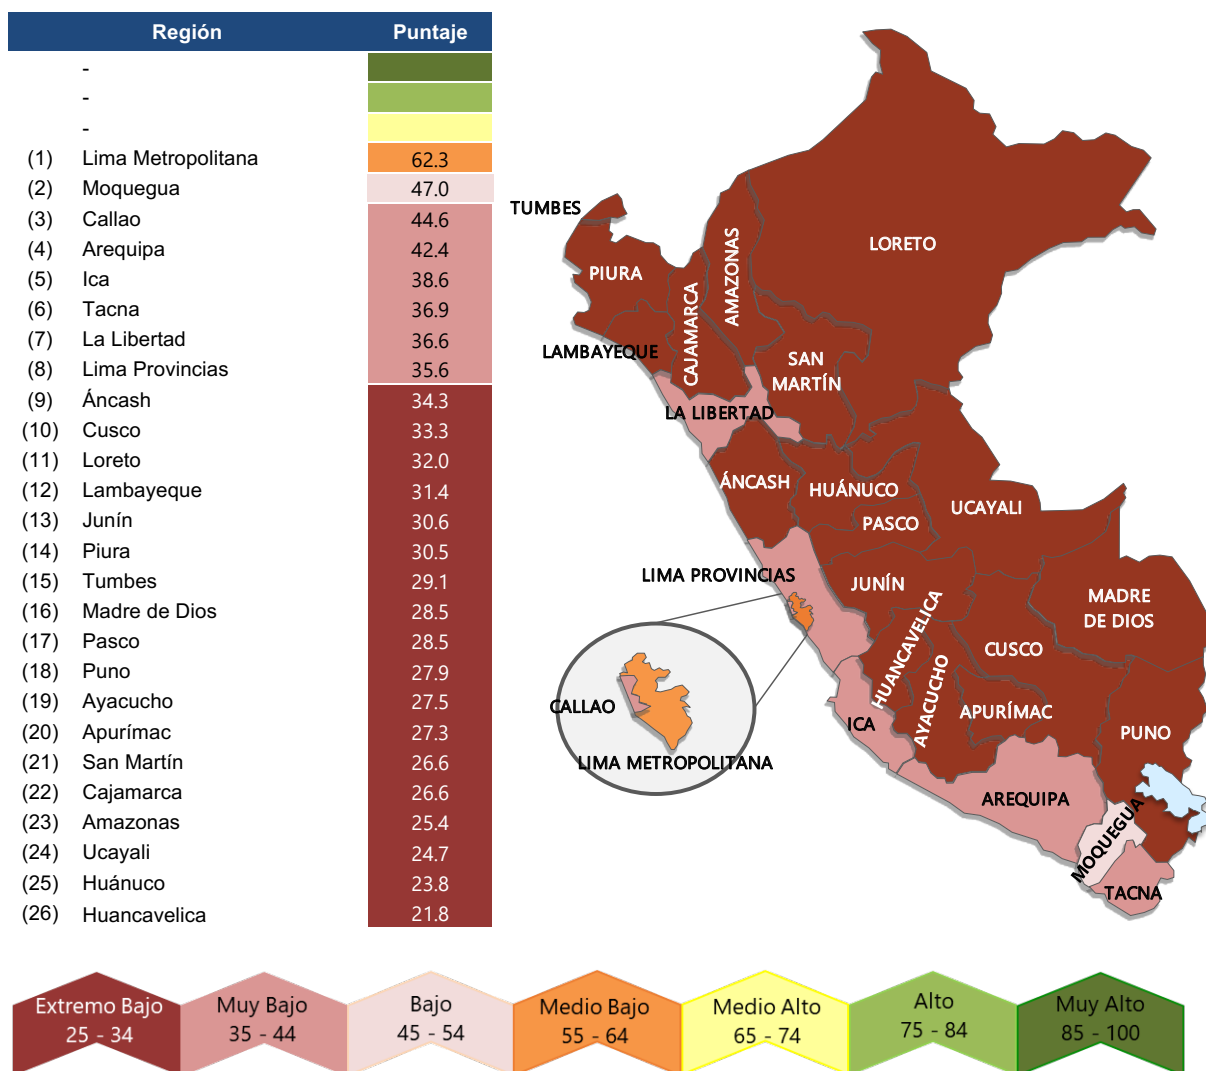 Región Puntaje
-
-
-
(1) Lima Metropolitana 62.3
(2) Moquegua 47.0
(3) Callao 44.6
(4) Arequipa 42.4
(5) Ica 38.6
(6) Tacna 36.9
(7) La Libertad 36.6
(8) Lima Provincias 35.6
(9) Áncash 34.3
(10) Cusco 33.3
(11) Loreto 32.0
(12) Lambayeque 31.4
(13) Junín 30.6
(14) Piura 30.5
(15) Tumbes 29.1
(16) Madre de Dios 28.5
(17) Pasco 28.5
(18) Puno 27.9
(19) Ayacucho 27.5
(20) Apurímac 27.3
(21) San Martín 26.6
(22) Cajamarca 26.6
(23) Amazonas 25.4
(24) Ucayali 24.7
(25) Huánuco 23.8
(26) Huancavelica 21.8
TUMBES
PIURA
LORETO
AMAZONAS
CAJAMARCA
LAMBAYEQUE
SAN
MARTÍN
LA LIBERTAD
ÁNCASH
HUÁNUCO
UCAYALI
PASCO
LIMA PROVINCIAS
JUNÍN
MADRE
DE DIOS
HUANCAVELICA
CUSCO
AYACUCHO
APURÍMAC
CALLAO
ICA
PUNO
LIMA METROPOLITANA
AREQUIPA
MOQUEGUA
TACNA
Extremo Bajo
25 - 34
Muy Bajo
35 - 44
Bajo
45 - 54
Medio Bajo
55 - 64
Medio Alto
65 - 74
Alto
75 - 84
Muy Alto
85 - 100